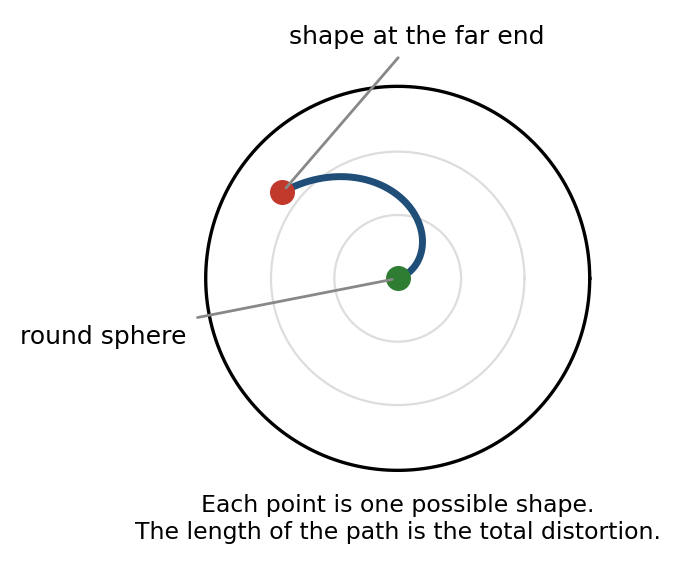 shape at the far end
round sphere
Each point is one possible shape.
The length of the path is the total distortion.